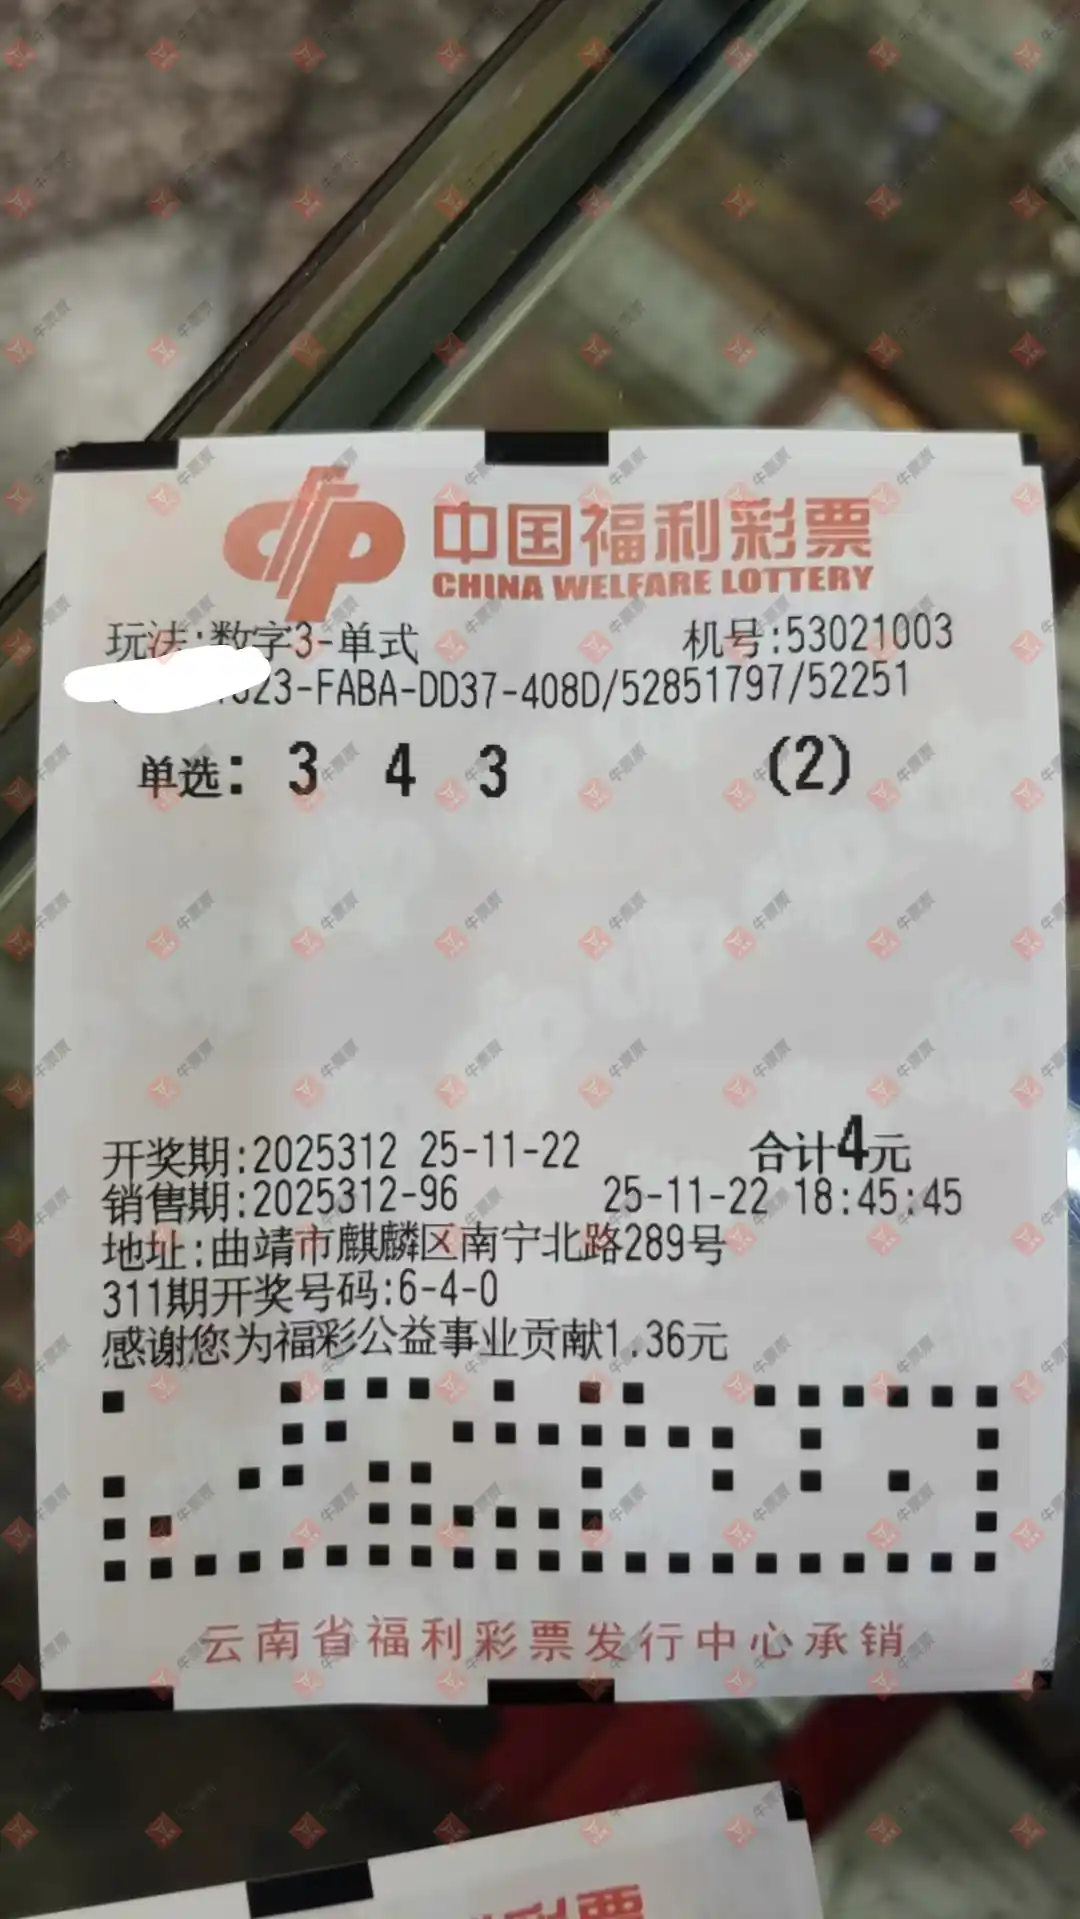 中国福利彩票
CHINA WELFARE LOTTERY
玩法:数字3-单式 机号:53021003
23-FABA-DD37-408D/52851797/52251
单选: 3 4 3 (2)
开奖期:2025312 25-11-22 合计4元
销售期:2025312-96 25-11-22 18:45:45
地址:曲靖市麒麟区南宁北路289号
311期开奖号码:6-4-0
感谢您为福彩公益事业贡献1.36元
云南省福利彩票发行中心承销
牛票票